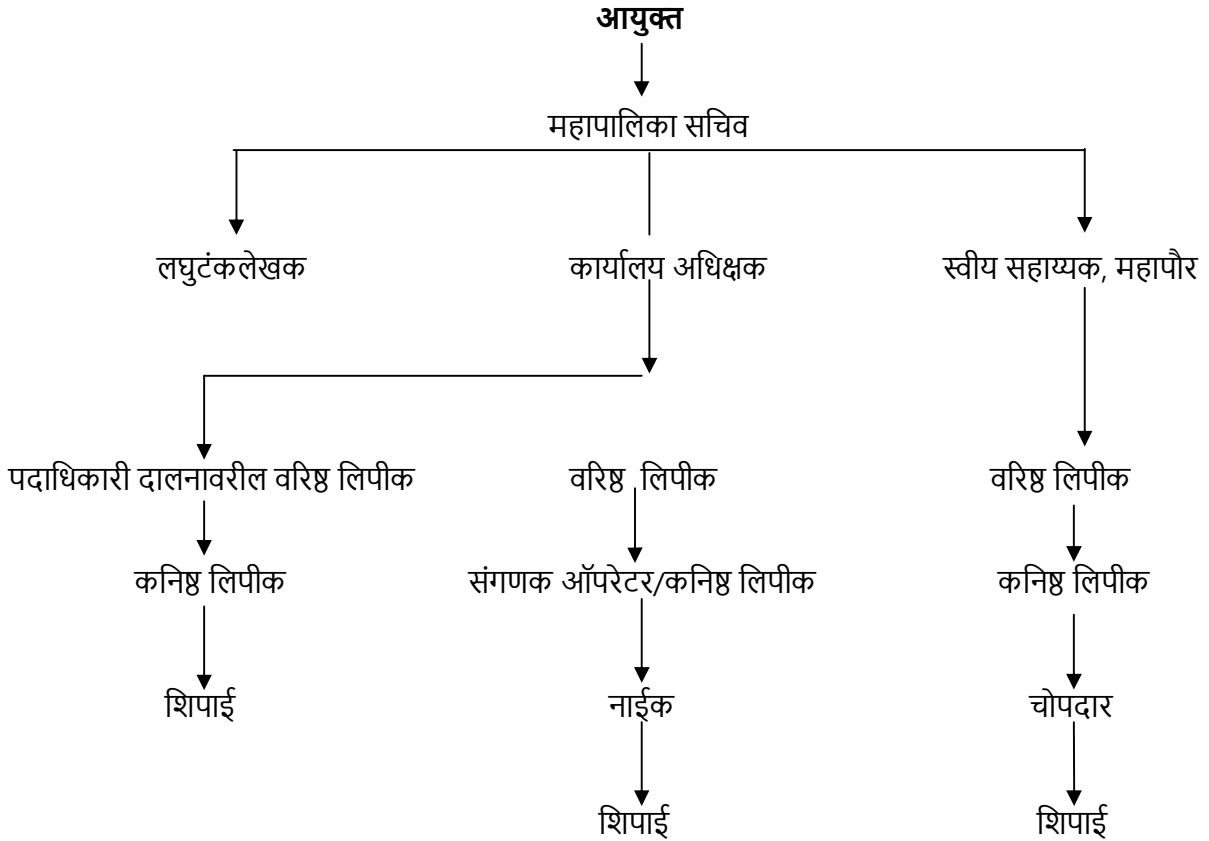 आयुक्त
महापालिका सचिव
लघुटंकलेखक कार्यालय अधिक्षक स्वीय सहाय्यक, महापौर
पदाधिकारी दालनावरील वरिष्ठ लिपीक वरिष्ठ लिपीक वरिष्ठ लिपीक
कनिष्ठ लिपीक संगणक ऑपरेटर/कनिष्ठ लिपीक कनिष्ठ लिपीक
शिपाई नाईक चोपदार
शिपाई शिपाई